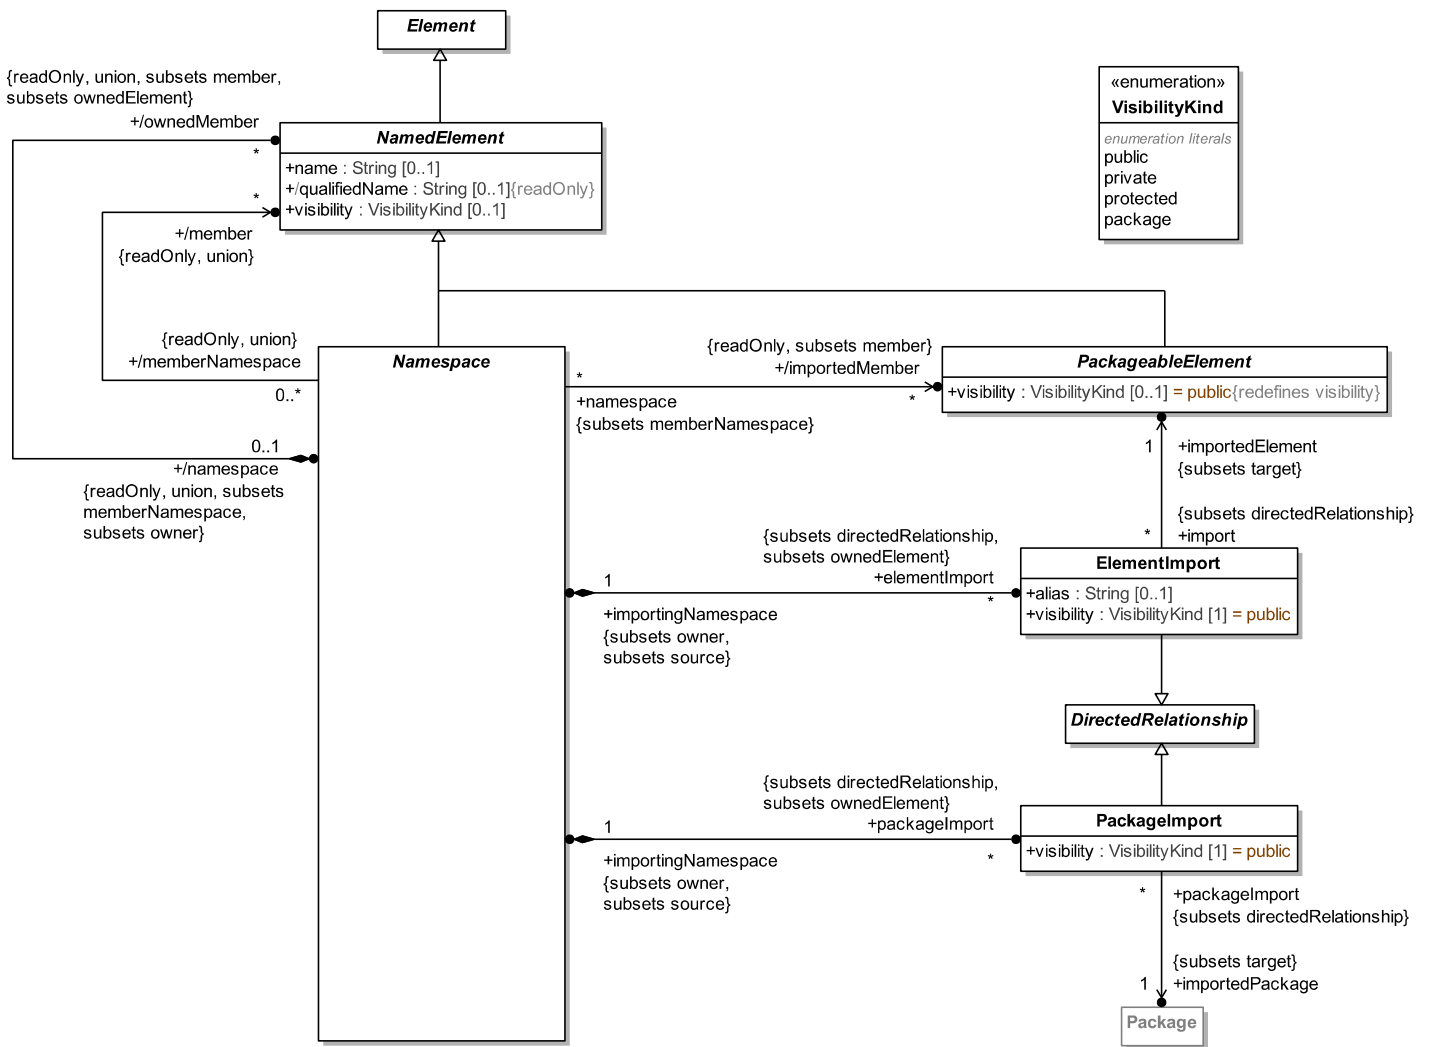 Element
{readOnly, union, subsets member,
subsets ownedElement}
+/ownedMember
*
NamedElement
+name : String [0..1]
+/qualifiedName : String [0..1]{readOnly}
+visibility : VisibilityKind [0..1]
*
+/member
{readOnly, union}
«enumeration»
VisibilityKind
enumeration literals
public
private
protected
package
{readOnly, union}
+/memberNamespace
0..*
0..1
+/namespace
{readOnly, union, subsets
memberNamespace,
subsets owner}
Namespace
{readOnly, subsets member}
+/importedMember
*
*
+namespace
{subsets memberNamespace}
PackageableElement
+visibility : VisibilityKind [0..1] = public{redefines visibility}
1
+importedElement
{subsets target}
{subsets directedRelationship}
*
+import
{subsets directedRelationship,
subsets ownedElement}
+elementImport
1
*
+importingNamespace
{subsets owner,
subsets source}
ElementImport
+alias : String [0..1]
+visibility : VisibilityKind [1] = public
DirectedRelationship
{subsets directedRelationship,
subsets ownedElement}
+packageImport
1
*
+importingNamespace
{subsets owner,
subsets source}
PackageImport
+visibility : VisibilityKind [1] = public
*
+packageImport
{subsets directedRelationship}
{subsets target}
1
+importedPackage
Package